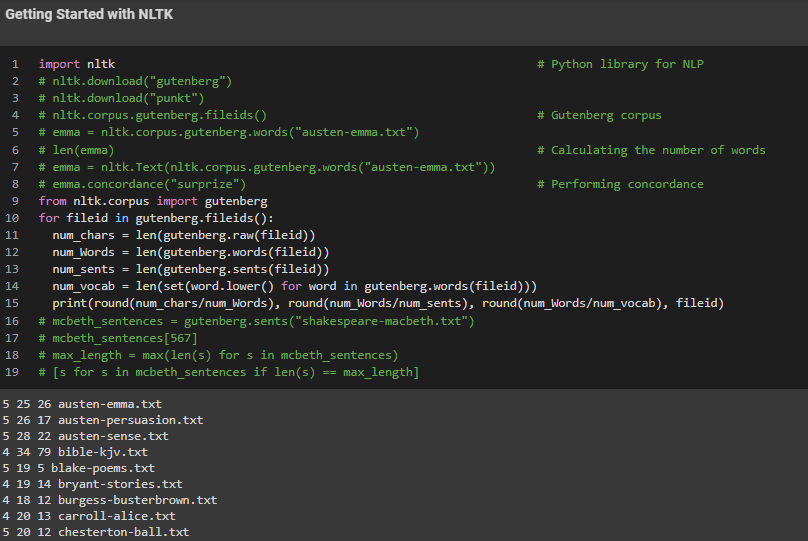 Getting Started with NLTK
1 import nltk # Python library for NLP
2 # nltk.download("gutenberg")
3 # nltk.download("punkt")
4 # nltk.corpus.gutenberg.fileids() # Gutenberg corpus
5 # emma = nltk.corpus.gutenberg.words("austen-emma.txt")
6 # len(emma) # Calculating the number of words
7 # emma = nltk.Text(nltk.corpus.gutenberg.words("austen-emma.txt"))
8 # emma.concordance("surprize") # Performing concordance
9 from nltk.corpus import gutenberg
10 for fileid in gutenberg.fileids():
11   num_chars = len(gutenberg.raw(fileid))
12   num_Words = len(gutenberg.words(fileid))
13   num_sents = len(gutenberg.sents(fileid))
14   num_vocab = len(set(word.lower() for word in gutenberg.words(fileid)))
15   print(round(num_chars/num_Words), round(num_Words/num_sents), round(num_Words/num_vocab), fileid)
16 # mcbeth_sentences = gutenberg.sents("shakespeare-macbeth.txt")
17 # mcbeth_sentences[567]
18 # max_length = max(len(s) for s in mcbeth_sentences)
19 # [s for s in mcbeth_sentences if len(s) == max_length]
5 25 26 austen-emma.txt
5 26 17 austen-persuasion.txt
5 28 22 austen-sense.txt
4 34 79 bible-kjv.txt
5 19 5 blake-poems.txt
4 19 14 bryant-stories.txt
4 18 12 burgess-busterbrown.txt
4 20 13 carroll-alice.txt
5 20 12 chesterton-ball.txt